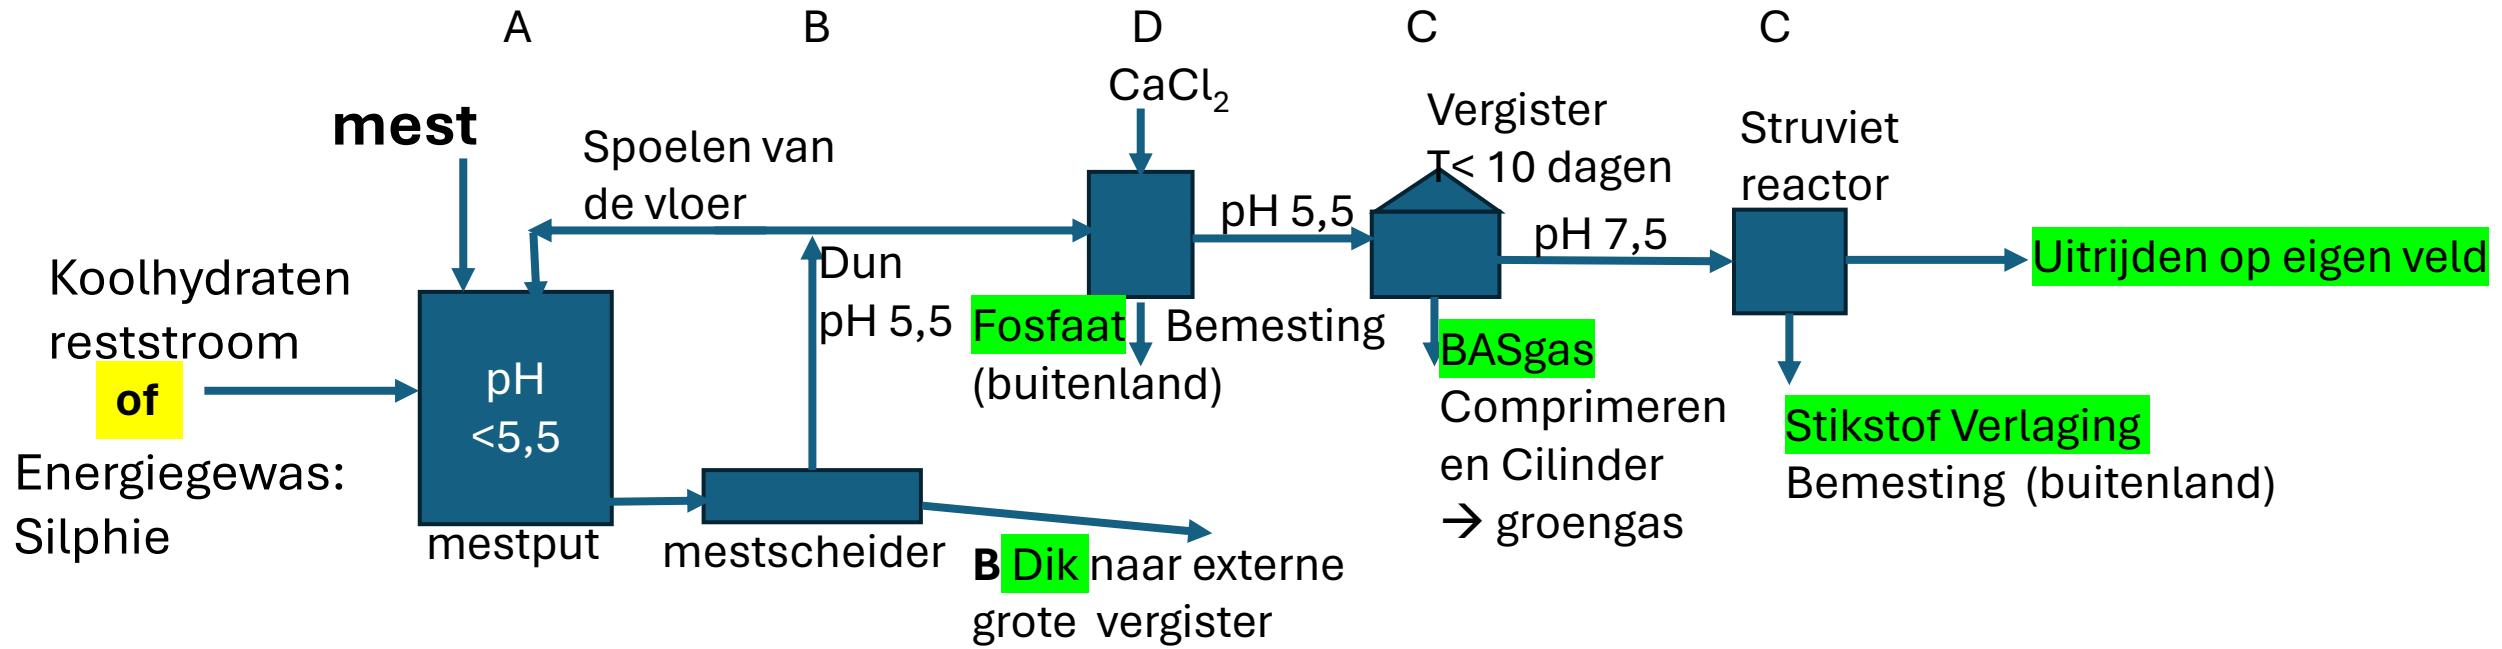 A
B
D
C
C
CaCl2
mest
Spoelen van
de vloer
Vergister
T< 10 dagen
Struviet
reactor
pH 5,5
pH 7,5
Koolhydraten
reststroom
of
Energiegewas:
Silphie
pH
<5,5
mestput
Dun
pH 5,5
mestscheider
Fosfaat Bemesting
(buitenland)
B Dik naar externe
grote vergister
BASgas
Comprimeren
en Cilinder
→ groengas
Uitrijden op eigen veld
Stikstof Verlaging
Bemesting (buitenland)